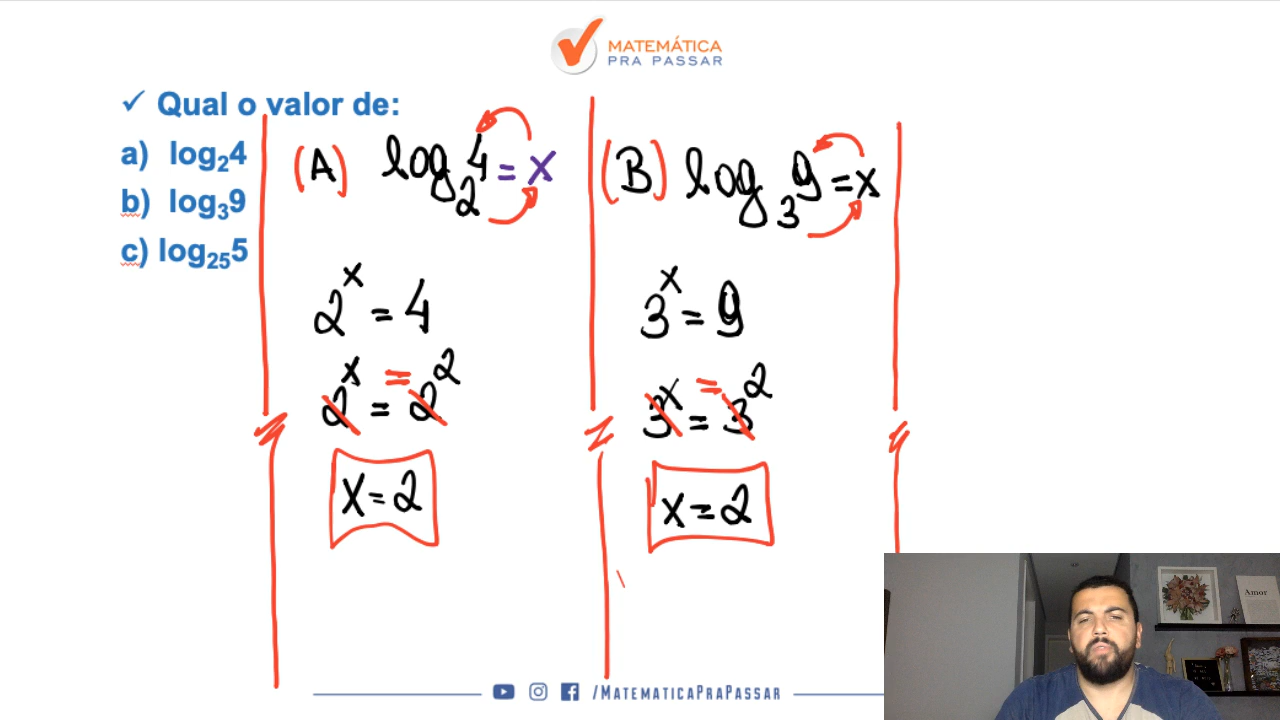 MATEMÁTICA
PRA PASSAR
✓ Qual o valor de:
a) log₂4
b) log₃9
c) log₂₅5
(A) log₂4 = x
2ˣ = 4
2ˣ = 2²
=
x = 2
(B) log₃9 = x
3ˣ = 9
3ˣ = 3²
=
x = 2
Amor
/MATEMATICAPRAPASSAR